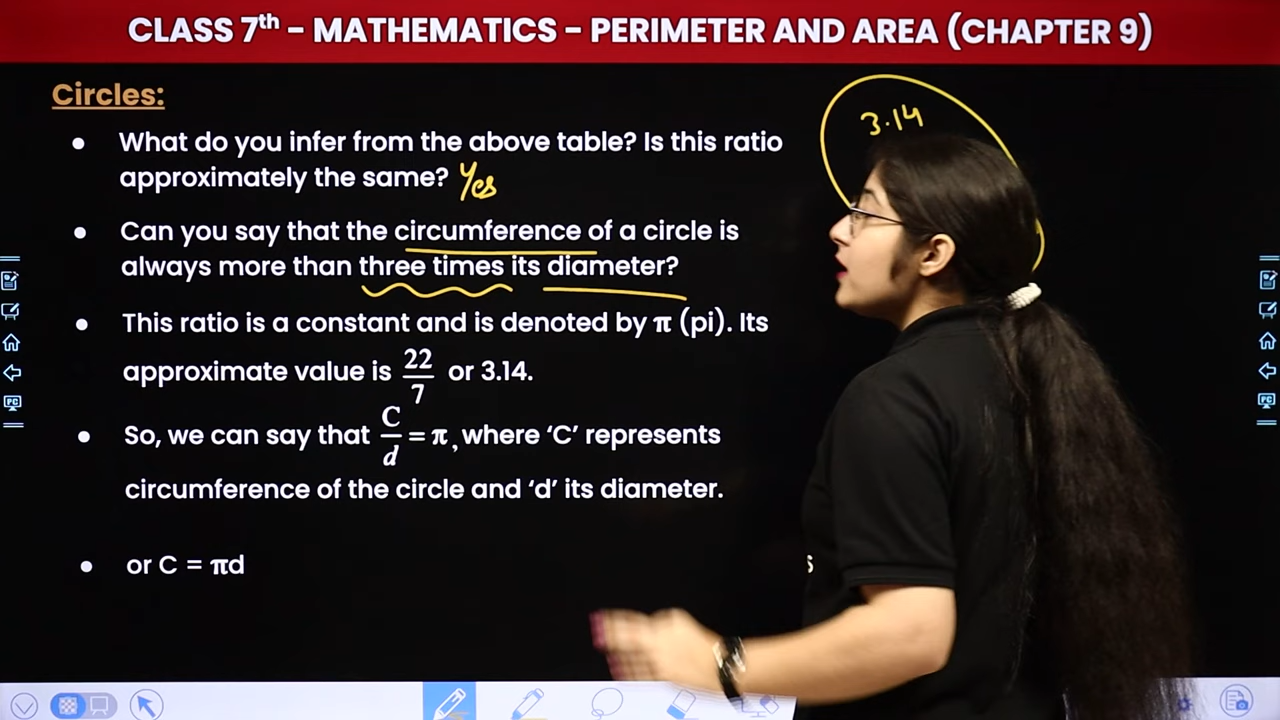 CLASS 7th – MATHEMATICS – PERIMETER AND AREA (CHAPTER 9)
Circles:
3.14
• What do you infer from the above table? Is this ratio
approximately the same? Yes
• Can you say that the circumference of a circle is
always more than three times its diameter?
• This ratio is a constant and is denoted by π (pi). Its
approximate value is 22/7 or 3.14.
• So, we can say that C/d = π, where ‘C’ represents
circumference of the circle and ‘d’ its diameter.
• or C = πd
s
PC
PC